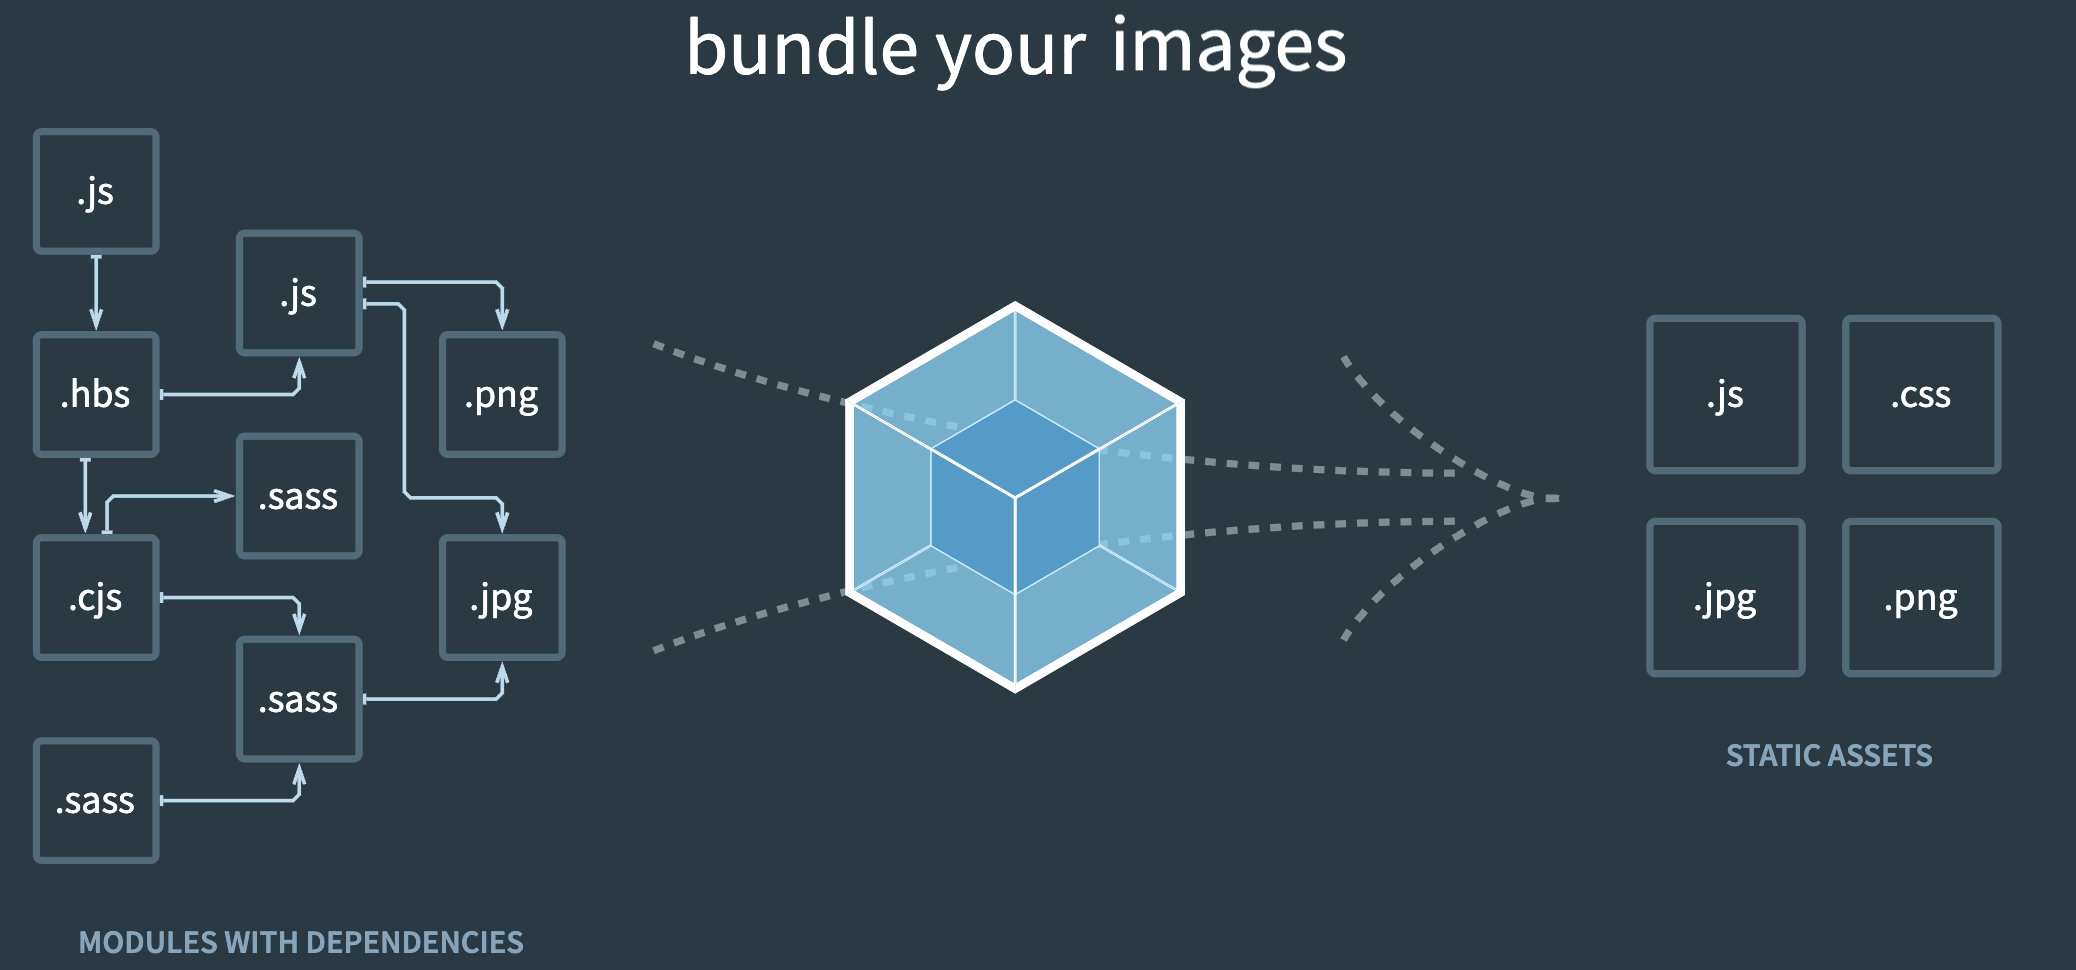 bundle your images
.js
.js
.hbs
.png
.sass
.cjs
.jpg
.sass
.sass
MODULES WITH DEPENDENCIES
.js
.css
.jpg
.png
STATIC ASSETS